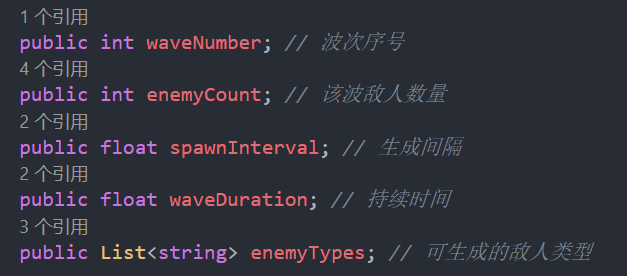 1 个引用
public int waveNumber; // 波次序号
4 个引用
public int enemyCount; // 该波敌人数量
2 个引用
public float spawnInterval; // 生成间隔
2 个引用
public float waveDuration; // 持续时间
3 个引用
public List<string> enemyTypes; // 可生成的敌人类型